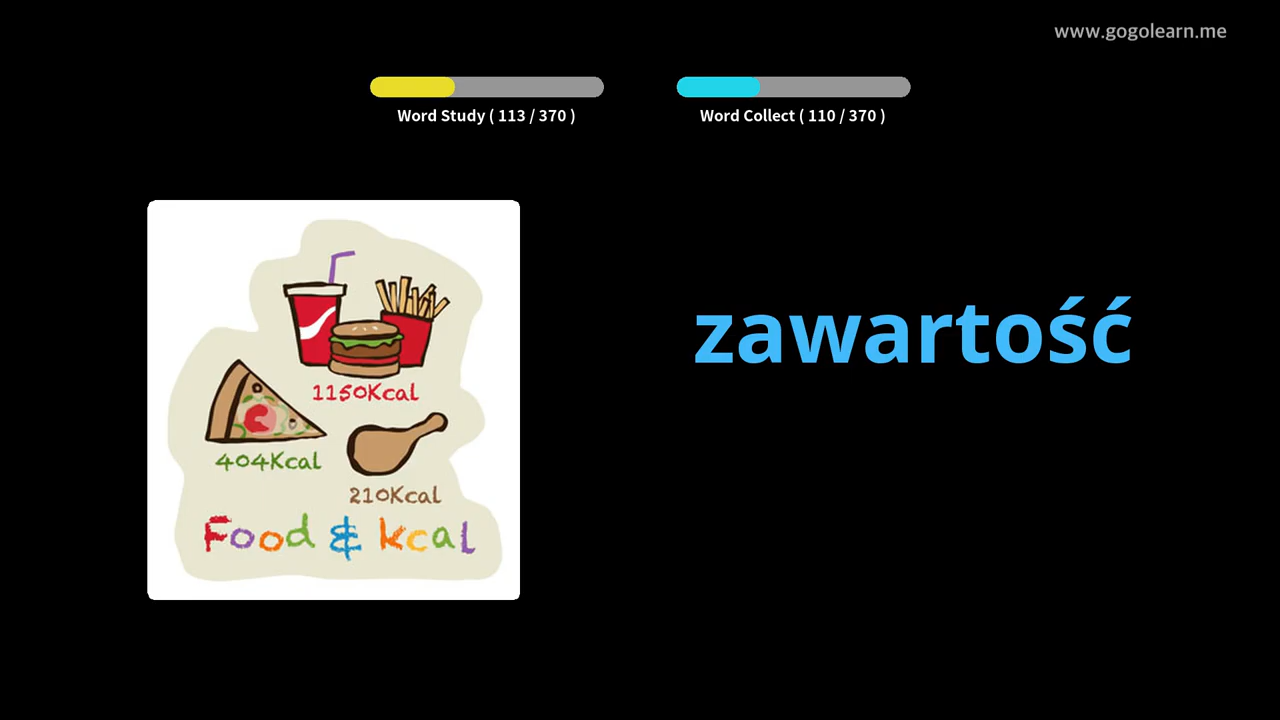 www.gogolearn.me
Word Study ( 113 / 370 )
Word Collect ( 110 / 370 )
1150Kcal
404Kcal
210Kcal
Food & kcal
zawartość